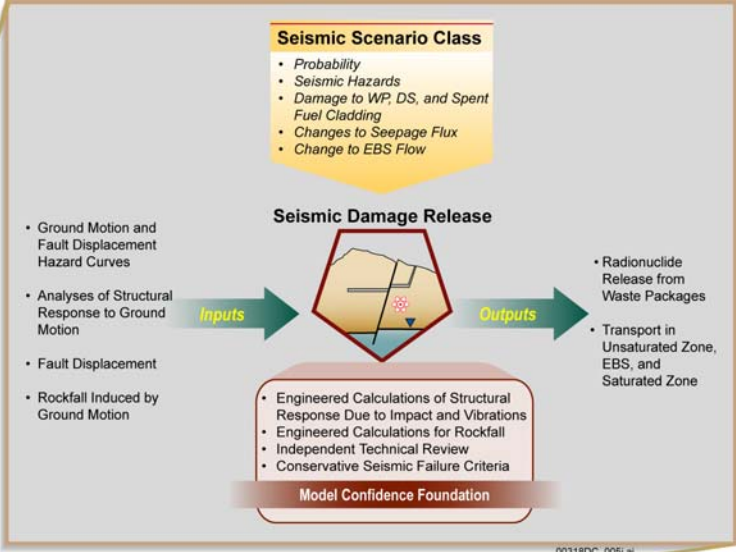 Seismic Scenario Class
• Probability
• Seismic Hazards
• Damage to WP, DS, and Spent
Fuel Cladding
• Changes to Seepage Flux
• Change to EBS Flow
Seismic Damage Release
• Ground Motion and
Fault Displacement
Hazard Curves
• Analyses of Structural
Response to Ground
Motion
• Fault Displacement
• Rockfall Induced by
Ground Motion
Inputs
Outputs
• Radionuclide
Release from
Waste Packages
• Transport in
Unsaturated Zone,
EBS, and
Saturated Zone
• Engineered Calculations of Structural
Response Due to Impact and Vibrations
• Engineered Calculations for Rockfall
• Independent Technical Review
• Conservative Seismic Failure Criteria
Model Confidence Foundation